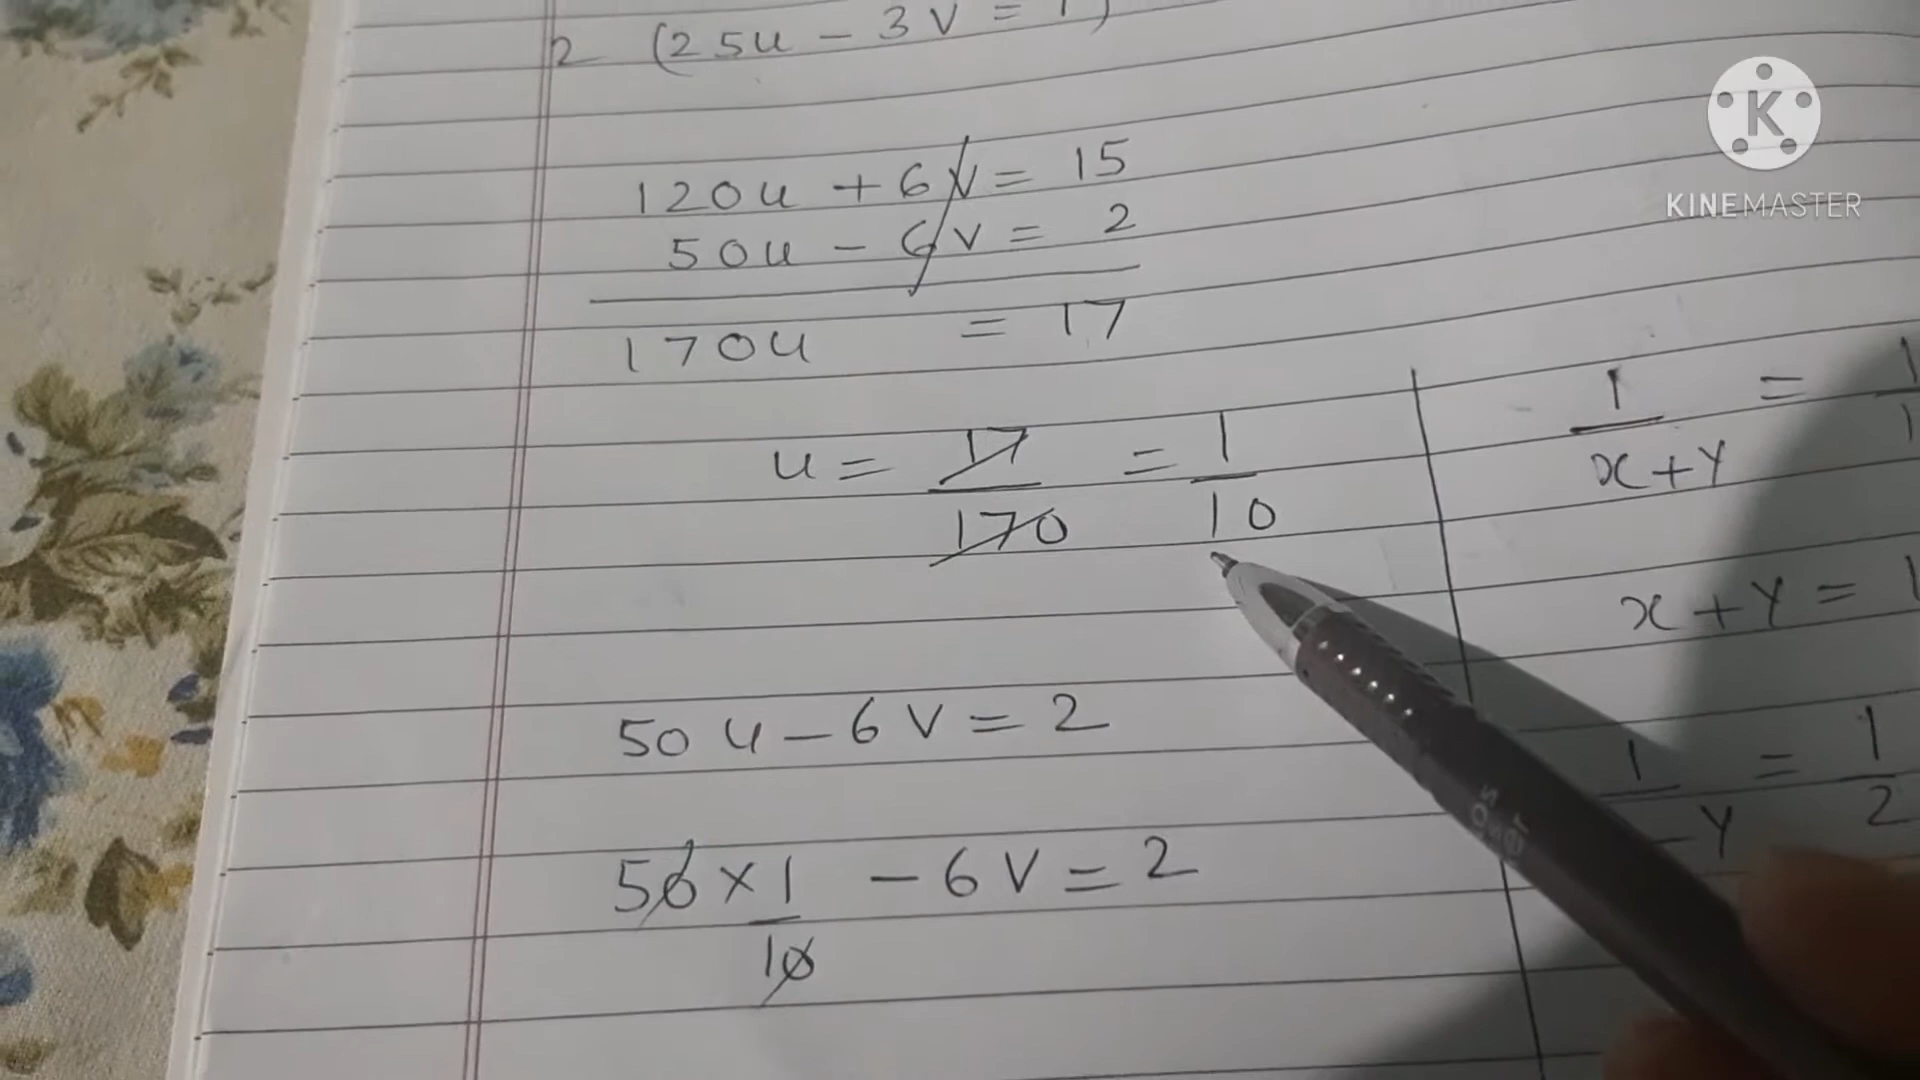 2 (25u - 3v = 1)
120u + 6v = 15
50u - 6v = 2
170u = 17
u = 17/170 = 1/10
50u - 6v = 2
50 × 1/10 - 6v = 2
1/x+y =
x + y =
1
- y = 1/2
K
KINEMASTER